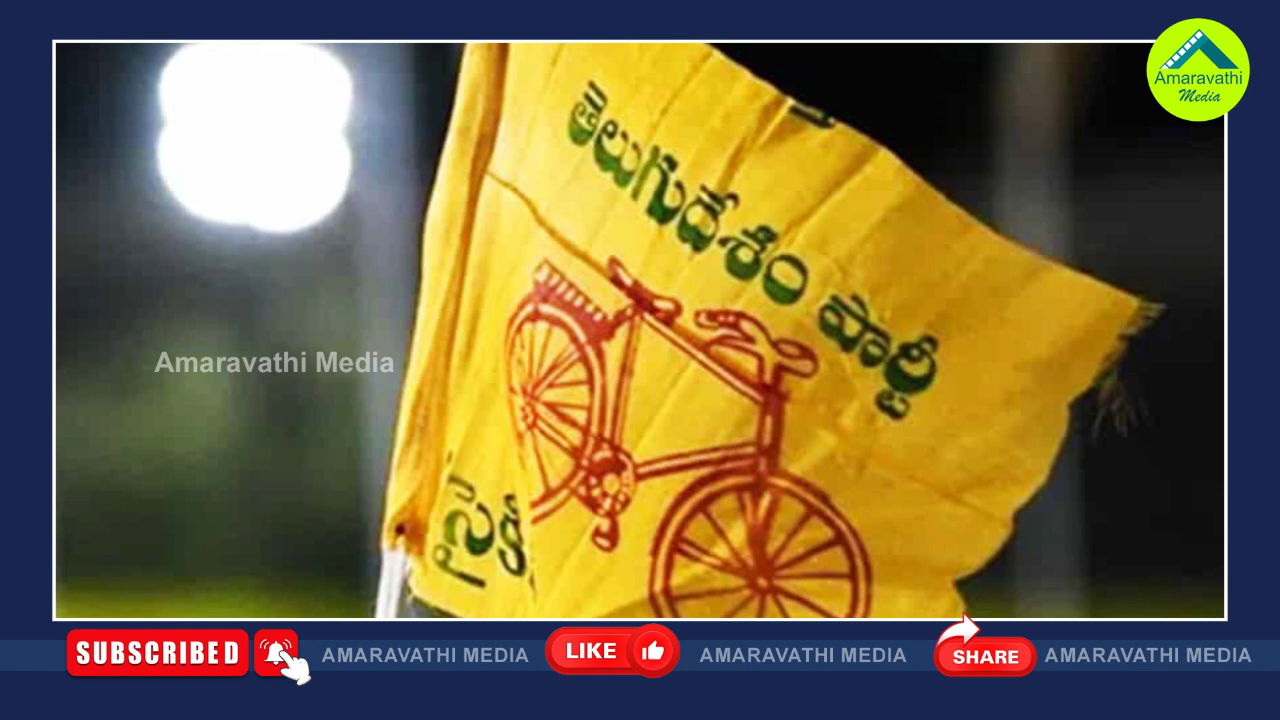 Amaravathi
Media
తెలుగుదేశం పార్టీ
Amaravathi Media
SUBSCRIBED
AMARAVATHI MEDIA
LIKE
AMARAVATHI MEDIA
SHARE
AMARAVATHI MEDIA